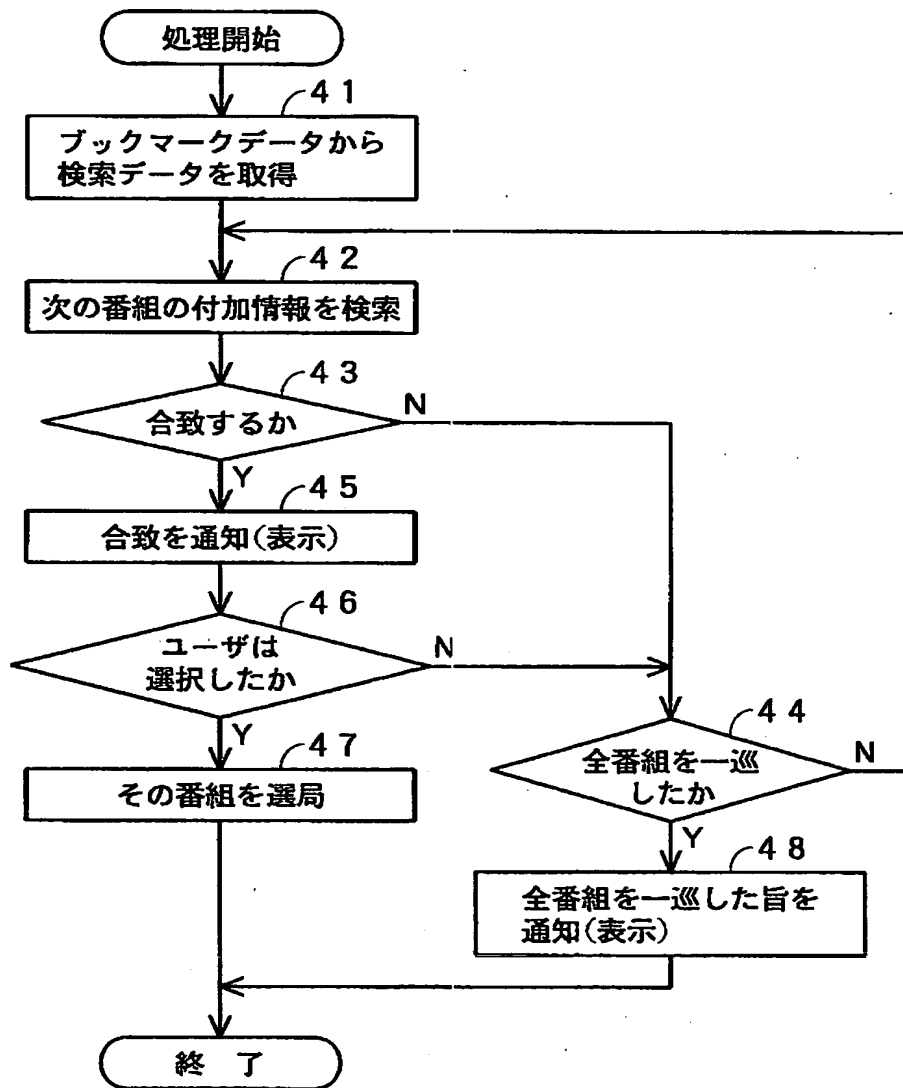 処理開始
41
ブックマークデータから
検索データを取得
42
次の番組の付加情報を検索
43
合致するか
N
Y
45
合致を通知(表示)
46
ユーザは
選択したか
N
Y
44
全番組を一巡
したか
N
Y
47
その番組を選局
48
全番組を一巡した旨を
通知(表示)
終 了